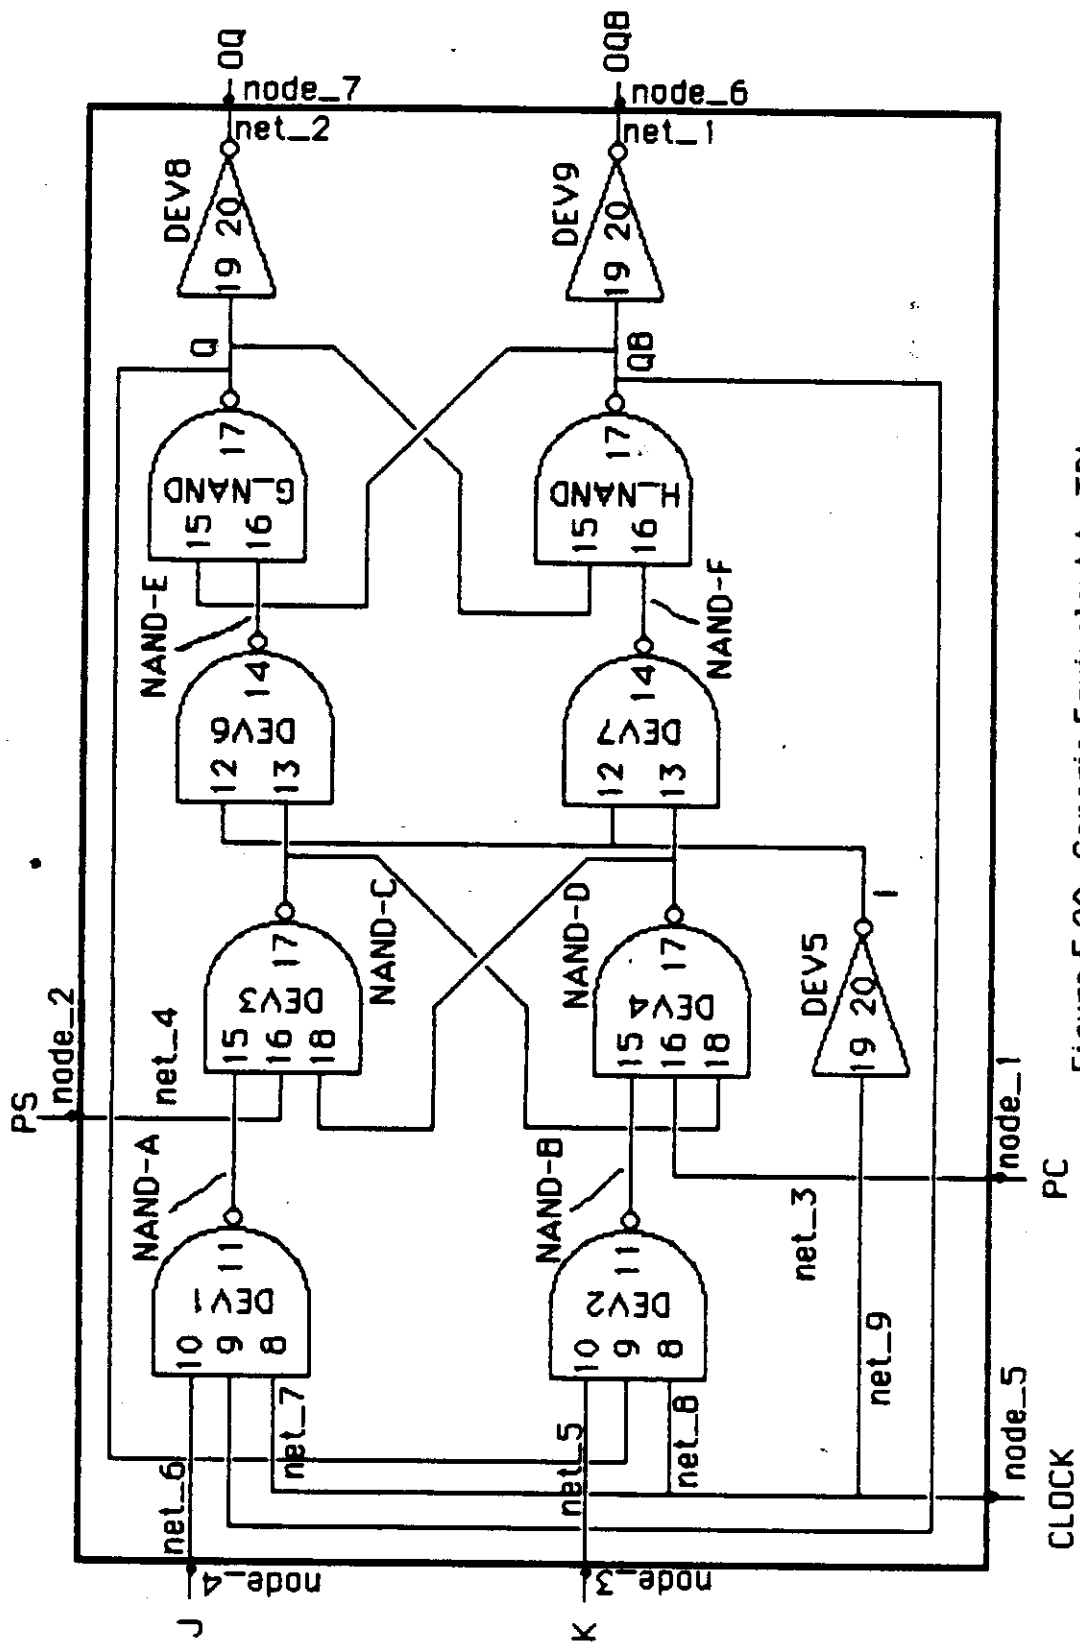 OQ
node_7
net_2
OQB
node_6
net_1
DEV8
19 20
DEV9
19 20
Q
QB
G_NAND
15
16
17
H_NAND
15
16
17
NAND-E
NAND-F
DEV6
12
13
14
DEV7
12
13
14
NAND-C
NAND-D
I
DEV3
15
16
18
17
DEV4
15
16
18
17
DEV5
19 20
PS
node_2
net_4
NAND-A
NAND-B
net_3
node_1
PC
DEV1
10
9
8
11
DEV2
10
9
8
11
net_6
net_7
net_5
net_8
net_9
node_5
CLOCK
J
node_4
K
node_3